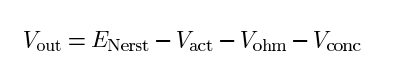 V_out = E_Nerst − V_act − V_ohm − V_conc